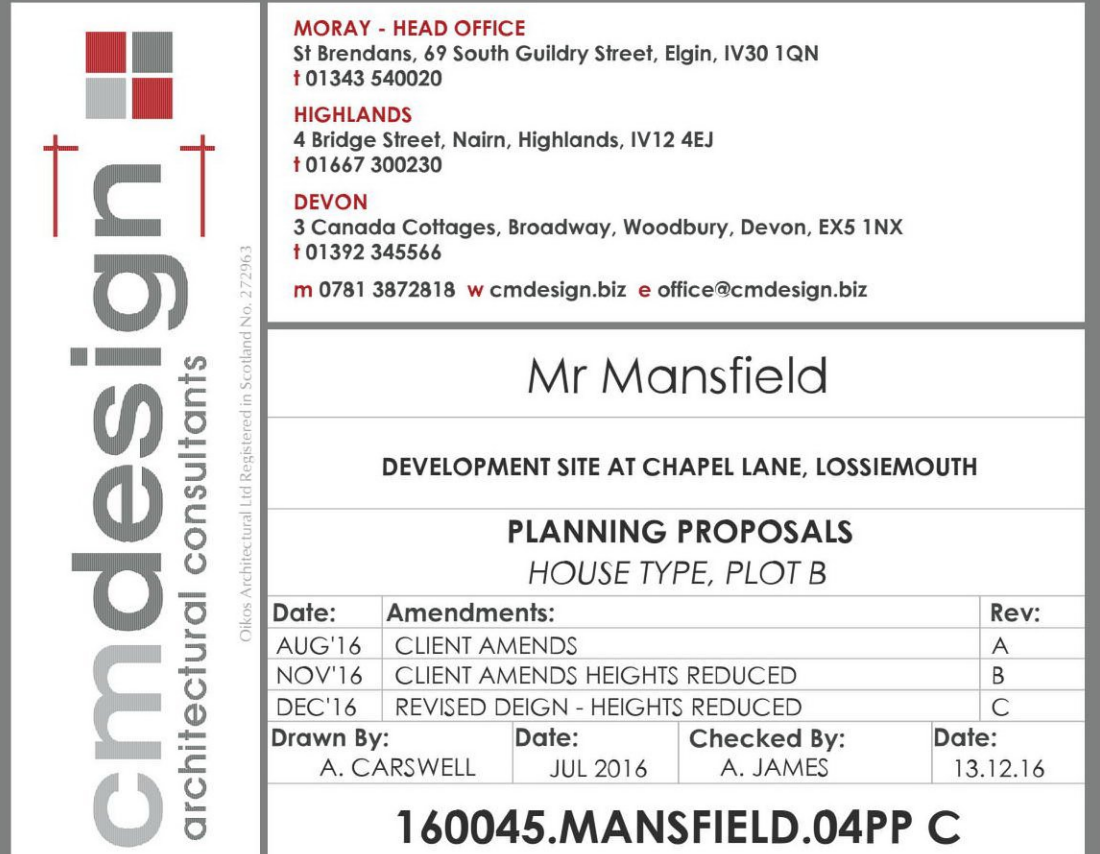 cmdesign
architectural consultants
Oikos Architectural Ltd Registered in Scotland No. 272963
MORAY - HEAD OFFICE
St Brendans, 69 South Guildry Street, Elgin, IV30 1QN
t 01343 540020
HIGHLANDS
4 Bridge Street, Nairn, Highlands, IV12 4EJ
t 01667 300230
DEVON
3 Canada Cottages, Broadway, Woodbury, Devon, EX5 1NX
t 01392 345566
m 0781 3872818 w cmdesign.biz e office@cmdesign.biz
Mr Mansfield
DEVELOPMENT SITE AT CHAPEL LANE, LOSSIEMOUTH
PLANNING PROPOSALS
HOUSE TYPE, PLOT B
Date: Amendments: Rev:
AUG'16 CLIENT AMENDS A
NOV'16 CLIENT AMENDS HEIGHTS REDUCED B
DEC'16 REVISED DEIGN - HEIGHTS REDUCED C
Drawn By: Date: Checked By: Date:
A. CARSWELL JUL 2016 A. JAMES 13.12.16
160045.MANSFIELD.04PP C